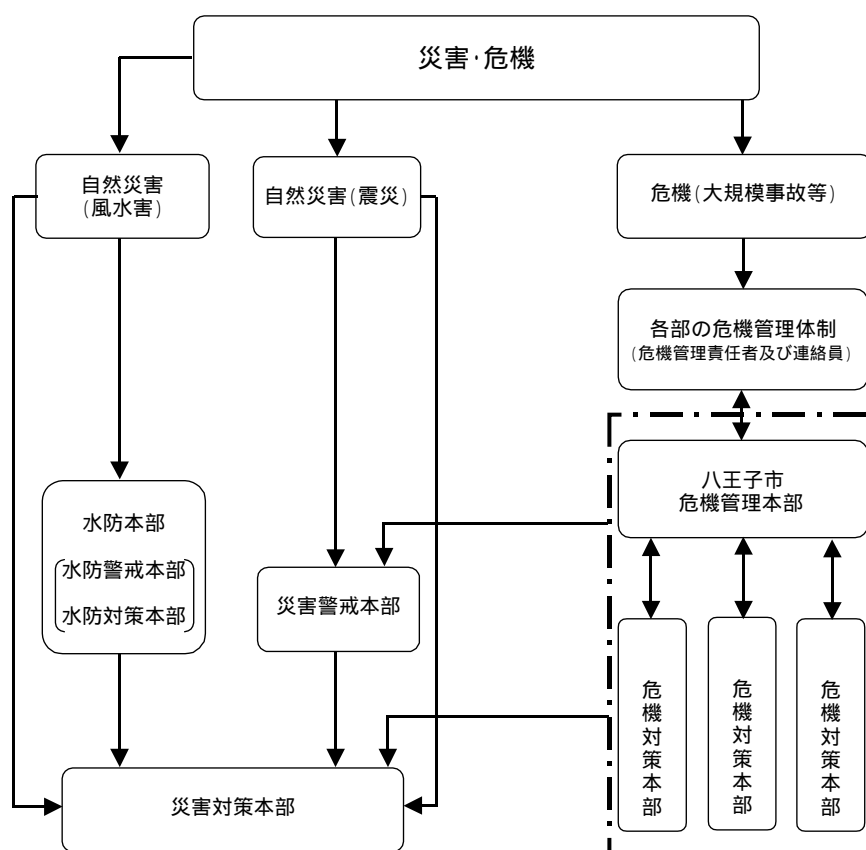 災害・危機
自然災害
(風水害)
自然災害(震災)
危機(大規模事故等)
各部の危機管理体制
(危機管理責任者及び連絡員)
八王子市
危機管理本部
水防本部
水防警戒本部
水防対策本部
災害警戒本部
危機対策本部
危機対策本部
危機対策本部
災害対策本部